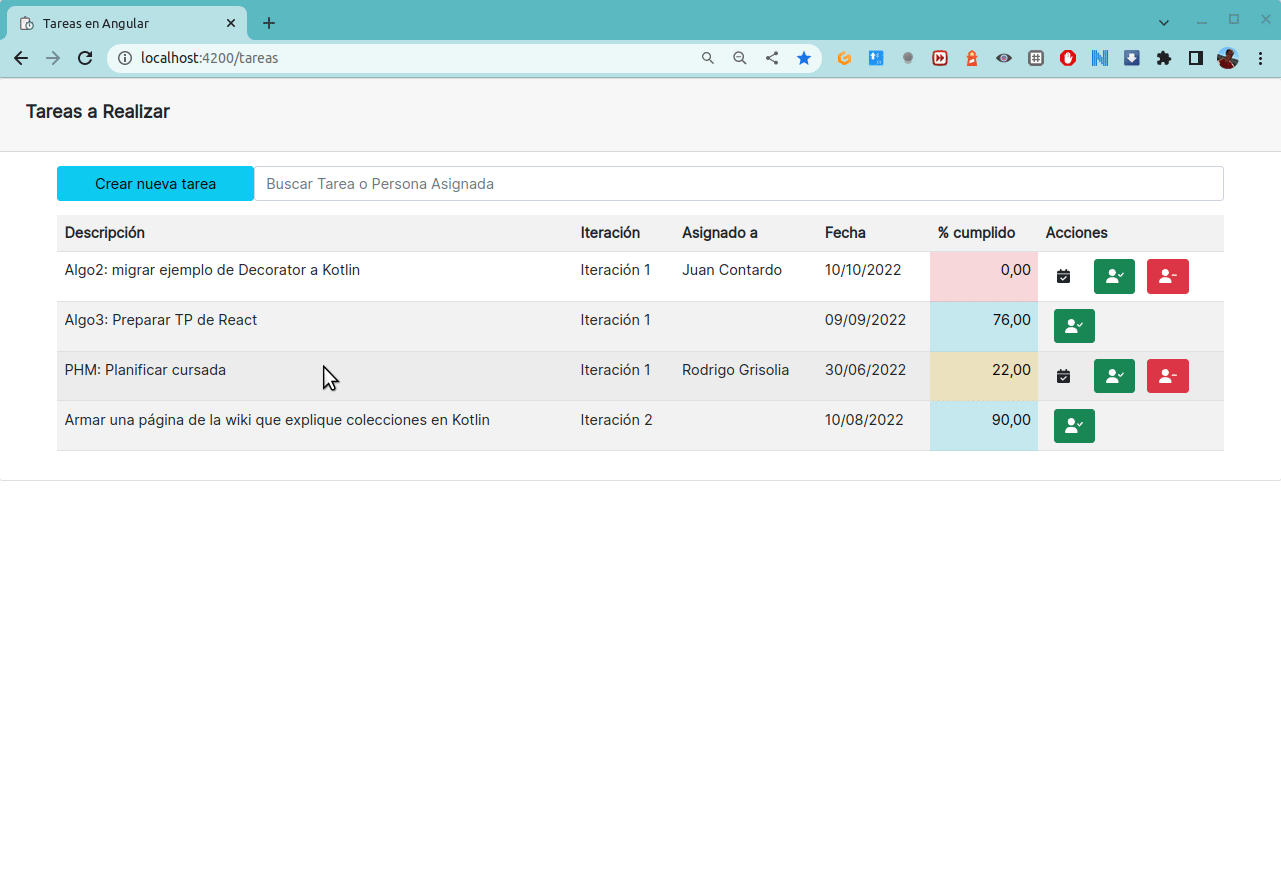 Tareas en Angular
localhost:4200/tareas
Tareas a Realizar
Crear nueva tarea Buscar Tarea o Persona Asignada
Descripción Iteración Asignado a Fecha % cumplido Acciones
Algo2: migrar ejemplo de Decorator a Kotlin Iteración 1 Juan Contardo 10/10/2022 0,00
Algo3: Preparar TP de React Iteración 1 09/09/2022 76,00
PHM: Planificar cursada Iteración 1 Rodrigo Grisolia 30/06/2022 22,00
Armar una página de la wiki que explique colecciones en Kotlin Iteración 2 10/08/2022 90,00